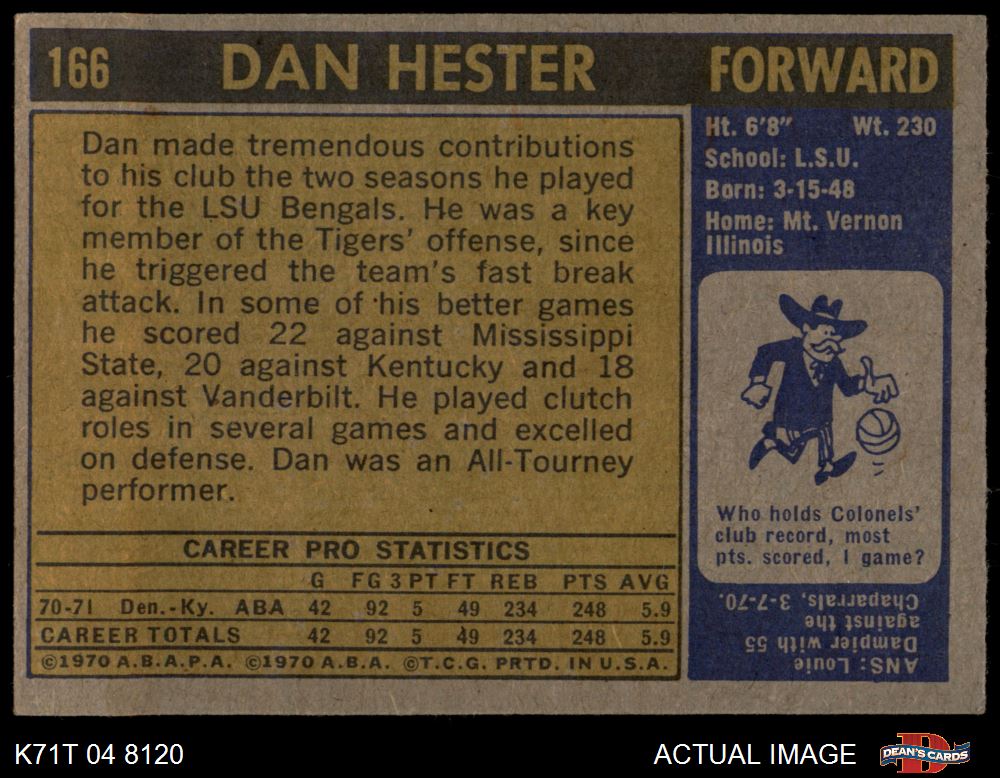 166 DAN HESTER FORWARD
Dan made tremendous contributions
to his club the two seasons he played
for the LSU Bengals. He was a key
member of the Tigers' offense, since
he triggered the team's fast break
attack. In some of his better games
he scored 22 against Mississippi
State, 20 against Kentucky and 18
against Vanderbilt. He played clutch
roles in several games and excelled
on defense. Dan was an All-Tourney
performer.
CAREER PRO STATISTICS
G FG 3 PT FT REB PTS AVG
70-71 Den.-Ky. ABA 42 92 5 49 234 248 5.9
CAREER TOTALS 42 92 5 49 234 248 5.9
©1970 A.B.A.P.A. ©1970 A.B.A. ©T.C.G. PRTD. IN U.S.A.
Ht. 6'8" Wt. 230
School: L.S.U.
Born: 3-15-48
Home: Mt. Vernon
Illinois
Who holds Colonels'
club record, most
pts. scored, 1 game?
ANS: Louie
Dampier with 55
against the
Chaparrals, 3-7-70.
K71T 04 8120 ACTUAL IMAGE
D
DEAN'S CARDS